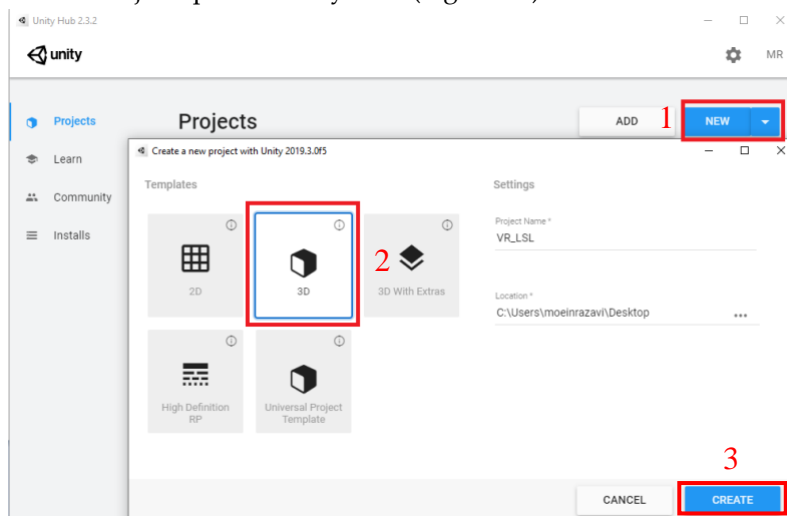 Unity Hub 2.3.2
unity
MR
Projects
Projects
ADD
1
NEW
Learn
Community
Installs
Create a new project with Unity 2019.3.0f5
Templates
Settings
2D
3D
2
3D With Extras
High Definition
RP
Universal Project
Template
Project Name *
VR_LSL
Location *
C:\Users\moeinrazavi\Desktop
3
CANCEL
CREATE